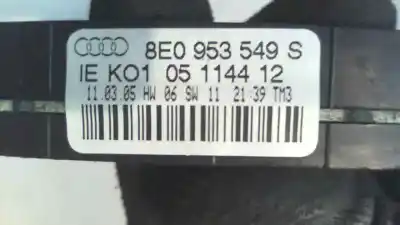 8E0 953 549 S
IE KO1 05 1144 12
11.03.05 HW 06 SW 11 21:39 TM3